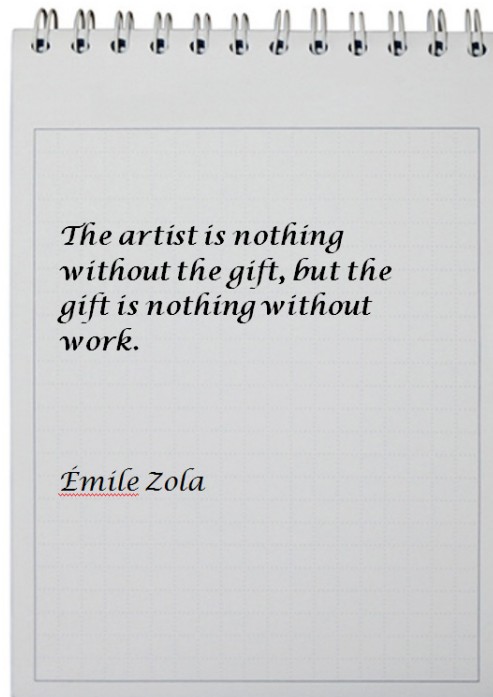 The artist is nothing
without the gift, but the
gift is nothing without
work.
Émile Zola